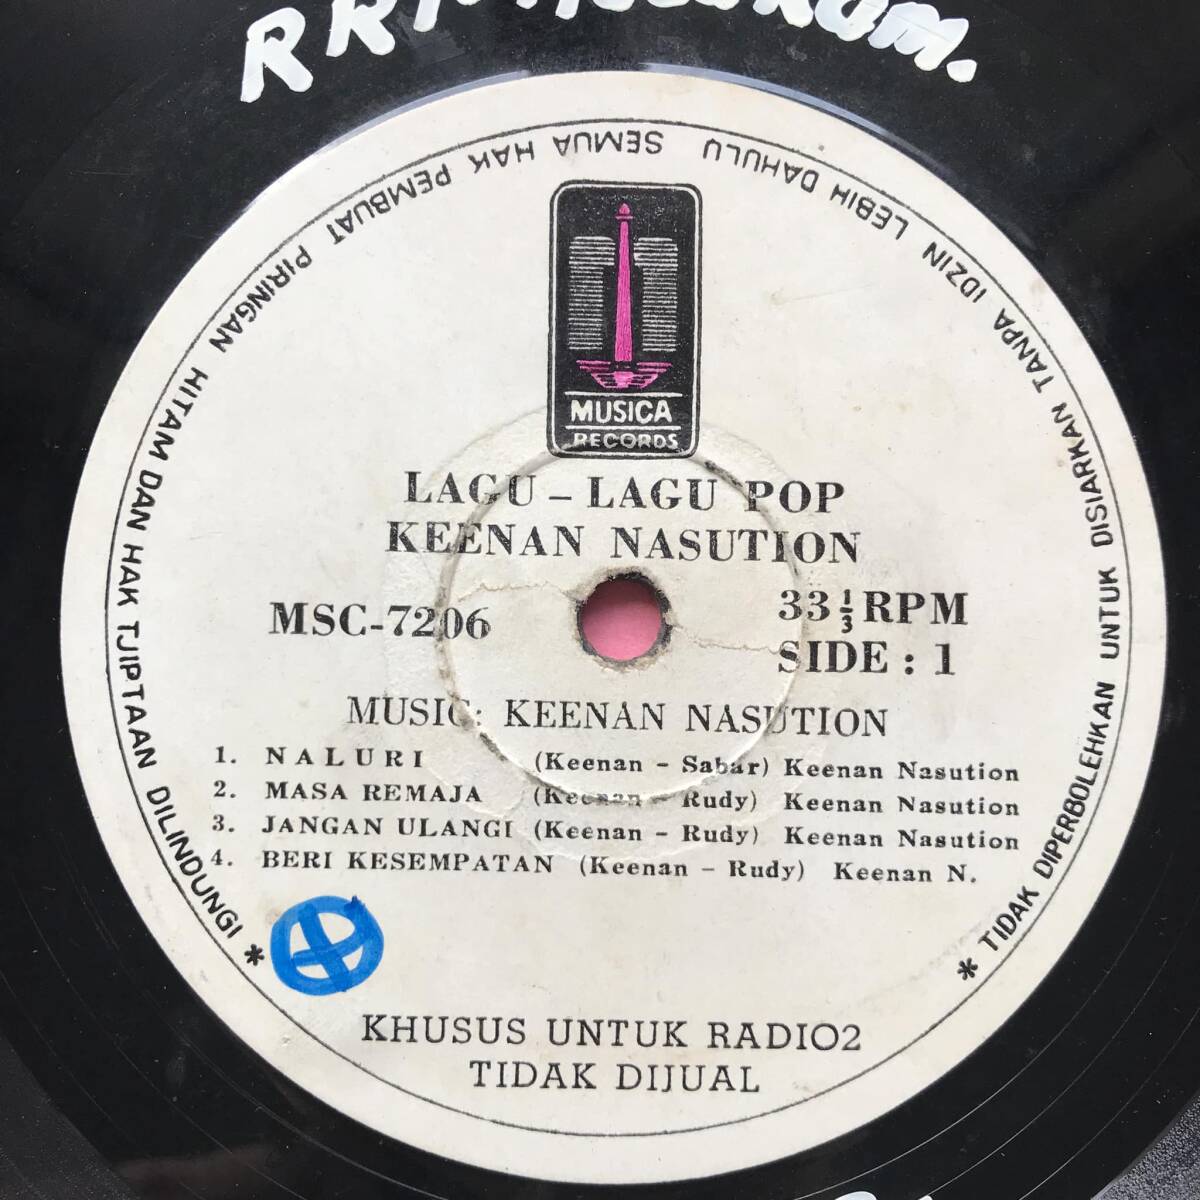 SEMUA HAK PEMBUAT PIRINGAN HITAM DAN HAK TJIPTAAN DILINDUNGI *
* TIDAK DIPERBOLEHKAN UNTUK DISIARKAN TANPA IDZIN LEBIH DAHULU
MUSICA
RECORDS
LAGU - LAGU POP
KEENAN NASUTION
MSC-7206
33 1/3 RPM
SIDE : 1
MUSIC: KEENAN NASUTION
1. NALURI (Keenan - Sabar) Keenan Nasution
2. MASA REMAJA (Keenan - Rudy) Keenan Nasution
3. JANGAN ULANGI (Keenan - Rudy) Keenan Nasution
4. BERI KESEMPATAN (Keenan - Rudy) Keenan N.
KHUSUS UNTUK RADIO2
TIDAK DIJUAL